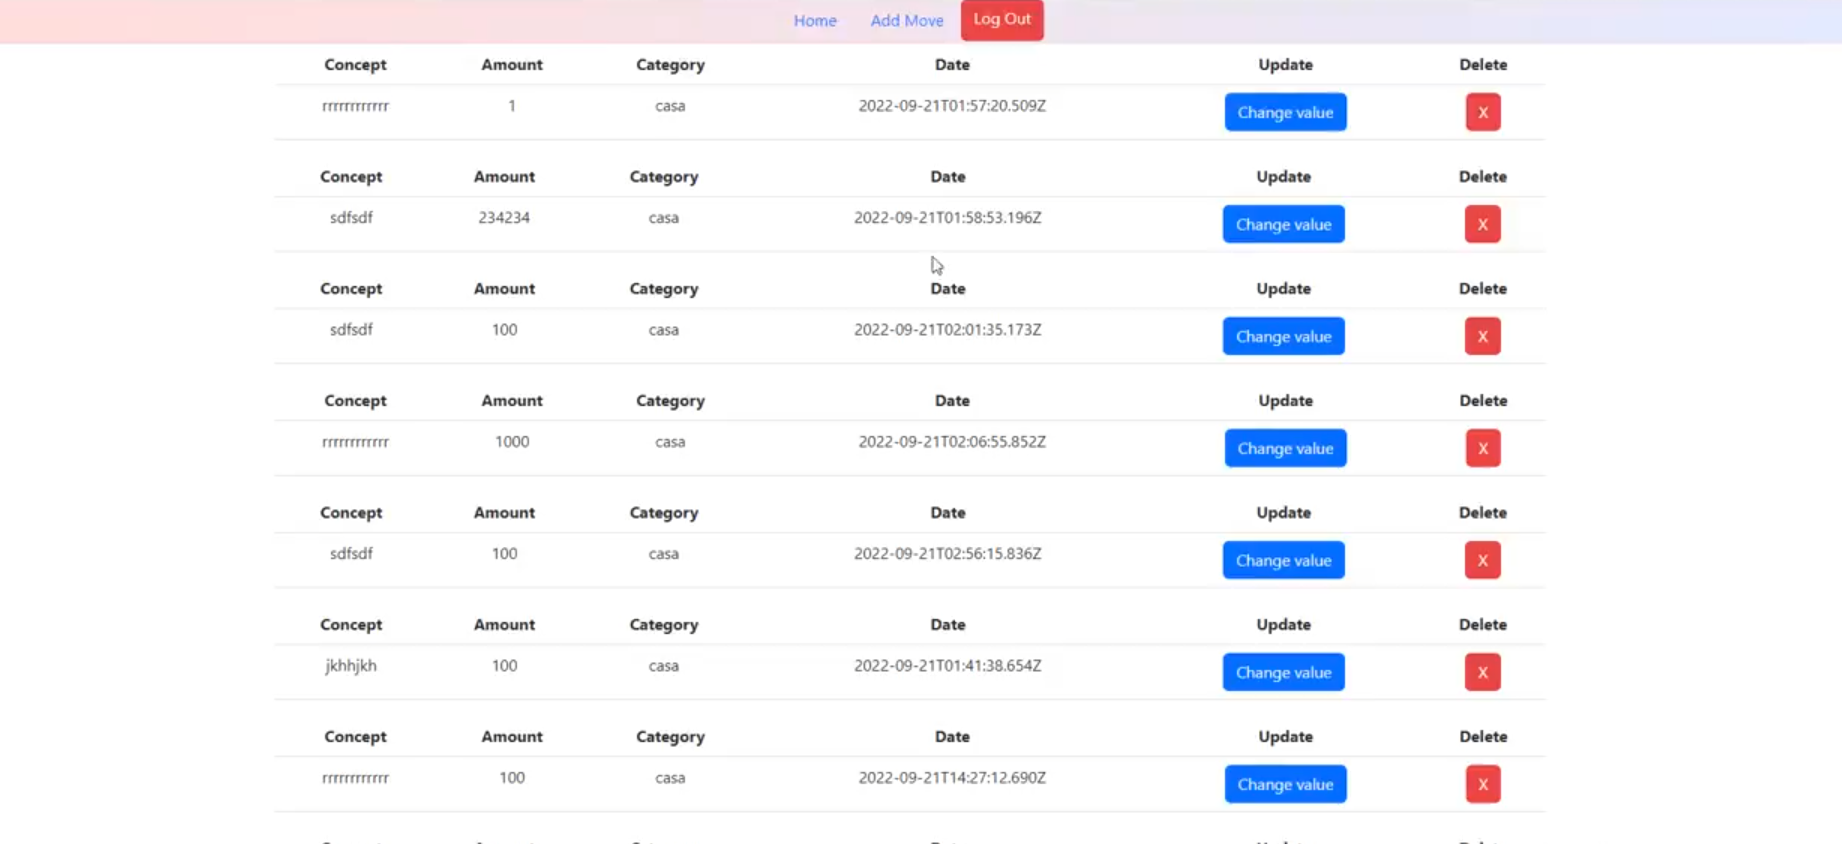 Home Add Move Log Out
Concept Amount Category Date Update Delete
rrrrrrrrrrrr 1 casa 2022-09-21T01:57:20.509Z Change value X
Concept Amount Category Date Update Delete
sdfsdf 234234 casa 2022-09-21T01:58:53.196Z Change value X
Concept Amount Category Date Update Delete
sdfsdf 100 casa 2022-09-21T02:01:35.173Z Change value X
Concept Amount Category Date Update Delete
rrrrrrrrrrrr 1000 casa 2022-09-21T02:06:55.852Z Change value X
Concept Amount Category Date Update Delete
sdfsdf 100 casa 2022-09-21T02:56:15.836Z Change value X
Concept Amount Category Date Update Delete
jkhhjkh 100 casa 2022-09-21T01:41:38.654Z Change value X
Concept Amount Category Date Update Delete
rrrrrrrrrrrr 100 casa 2022-09-21T14:27:12.690Z Change value X